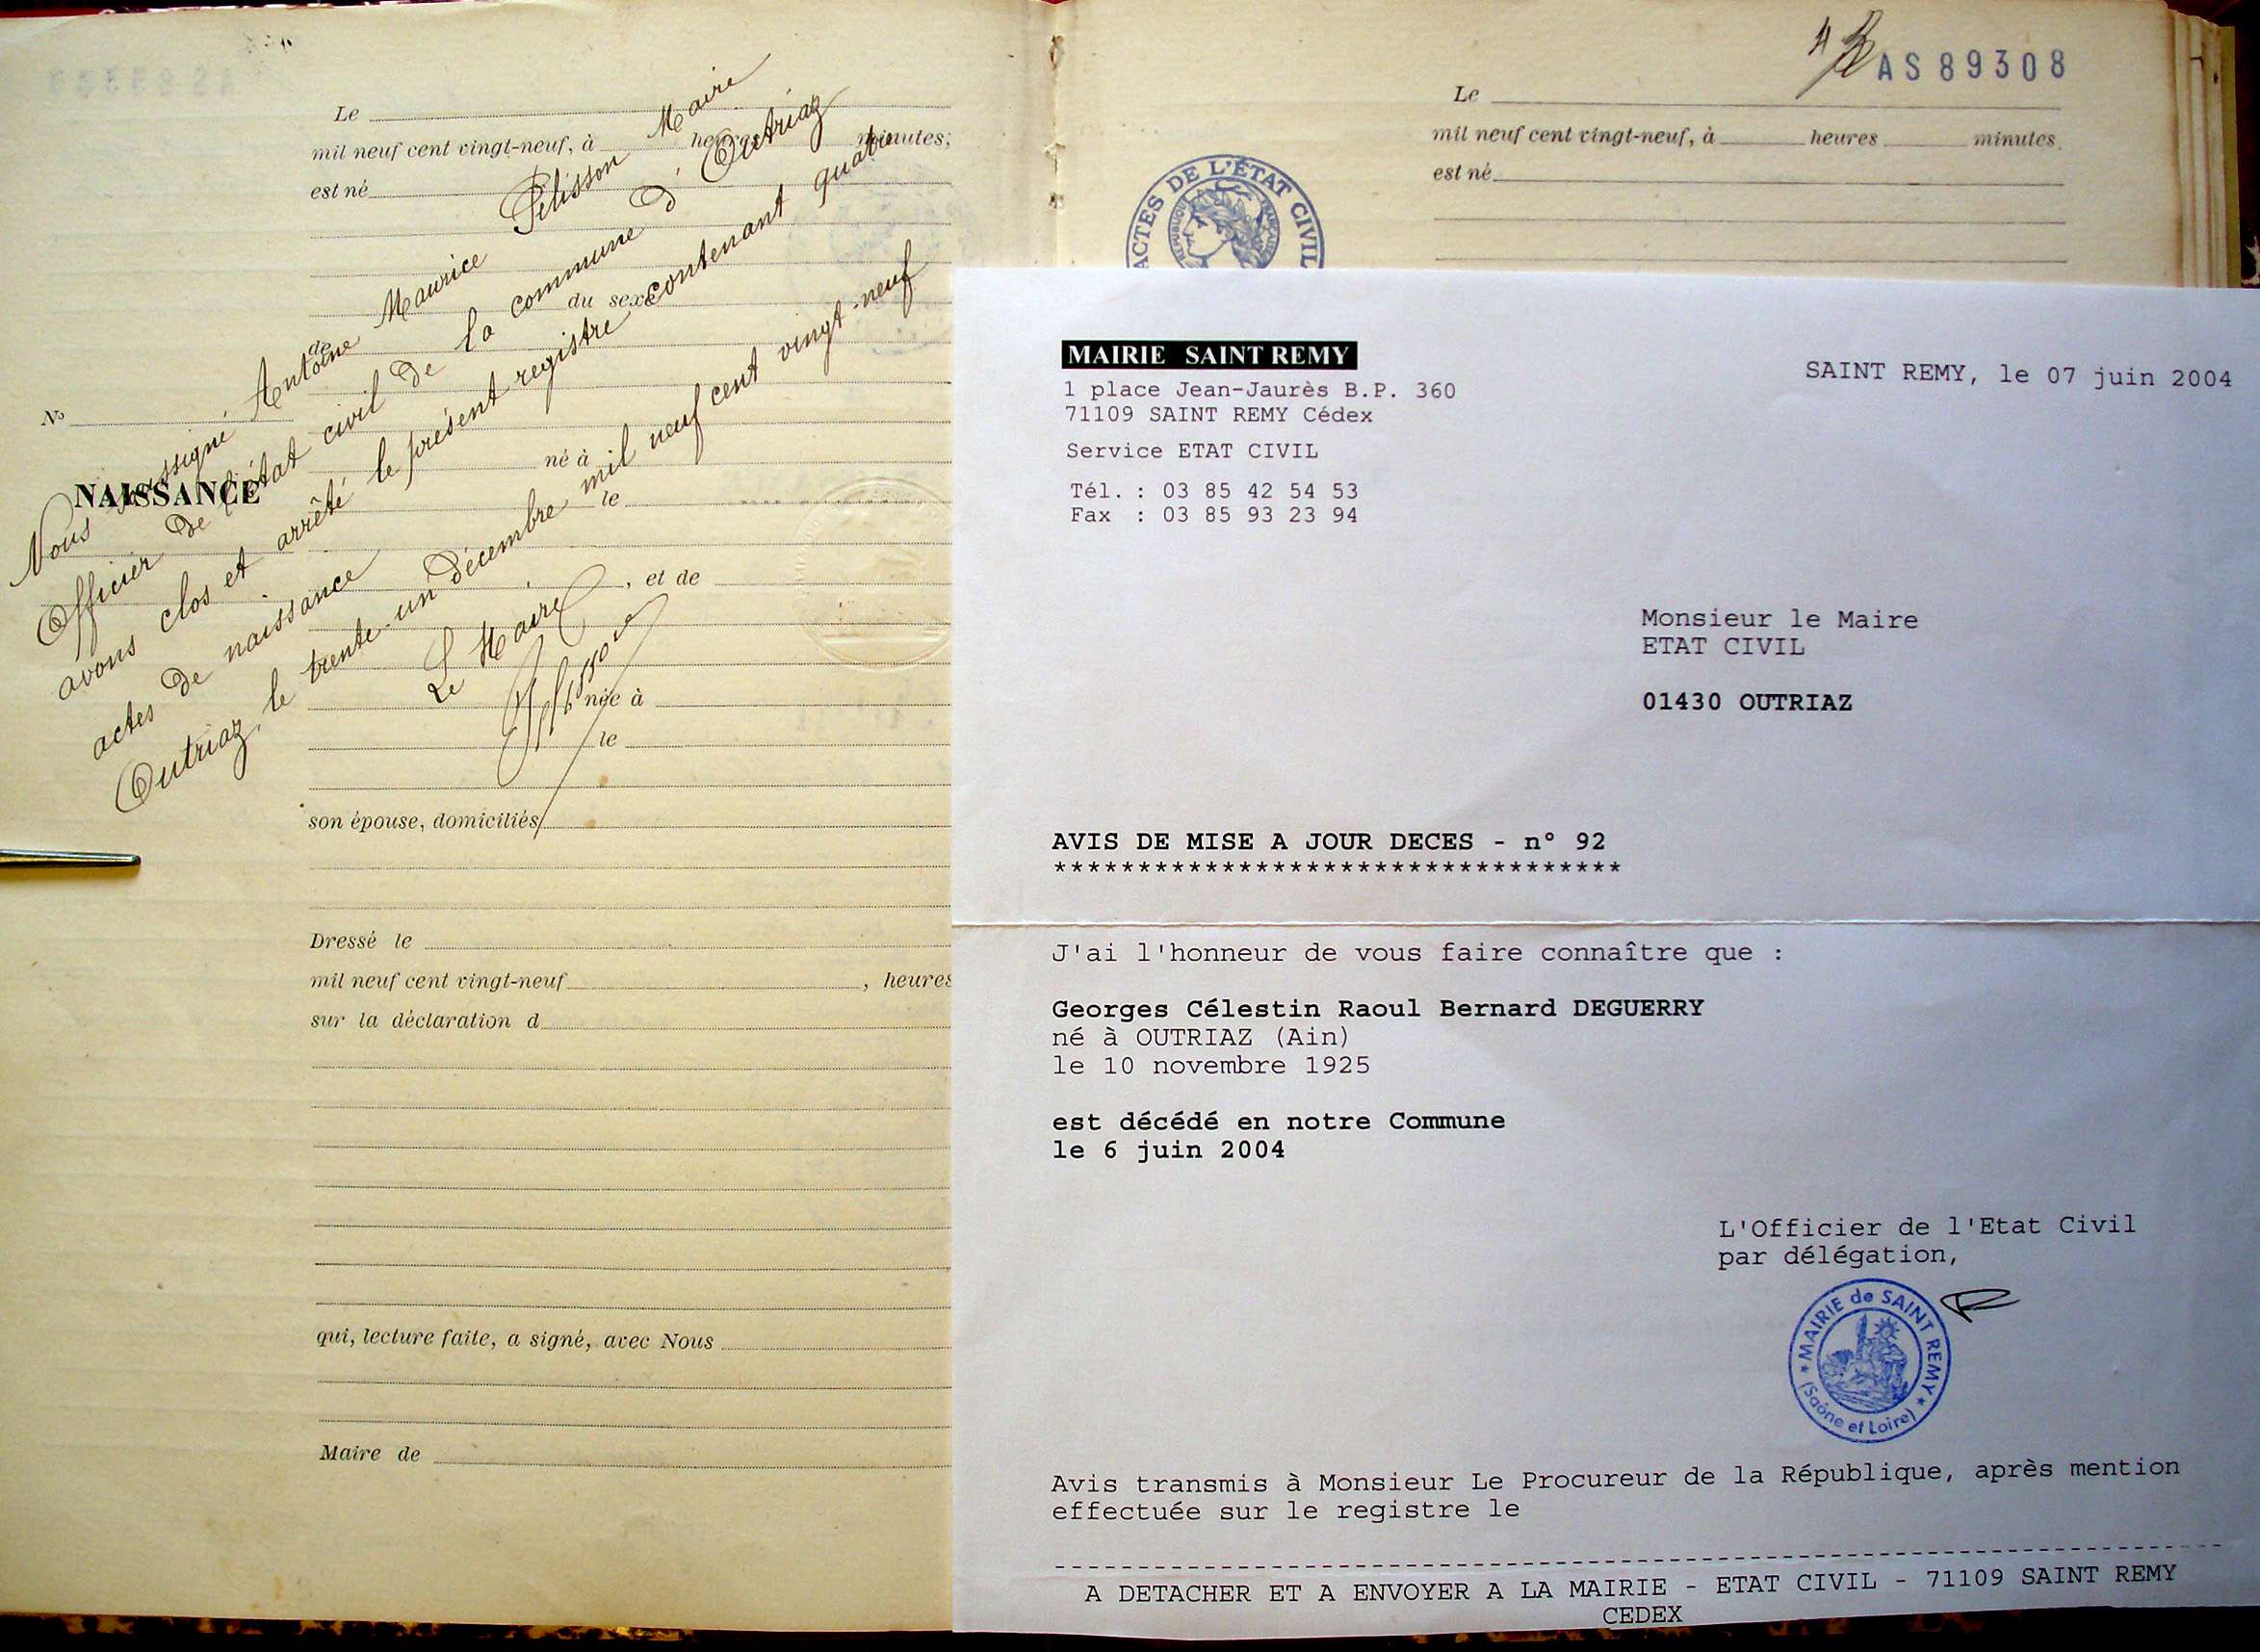 Le
mil neuf cent vingt-neuf, à heures minutes;
est né
du sexe
de
No
NAISSANCE
né à
le
, et de
née à
le
son épouse, domiciliés
Dressé le
mil neuf cent vingt-neuf , heures
sur la déclaration d
qui, lecture faite, a signé, avec Nous
Maire de
Nous soussigné Antoine Maurice Pélisson Maire
Officier de l'état civil de la commune d'Outriaz
avons clos et arrêté le présent registre contenant quatre
actes de naissance
Outriaz, le trente-un décembre mil neuf cent vingt-neuf
Le Maire
AS 89308
Le
mil neuf cent vingt-neuf, à heures minutes
est né
ACTES DE L'ÉTAT CIVIL
RÉPUBLIQUE FRANÇAISE
MAIRIE SAINT REMY
1 place Jean-Jaurès B.P. 360
71109 SAINT REMY Cédex
Service ETAT CIVIL
Tél. : 03 85 42 54 53
Fax : 03 85 93 23 94
SAINT REMY, le 07 juin 2004
Monsieur le Maire
ETAT CIVIL
01430 OUTRIAZ
AVIS DE MISE A JOUR DECES - n° 92
**********************************
J'ai l'honneur de vous faire connaître que :
Georges Célestin Raoul Bernard DEGUERRY
né à OUTRIAZ (Ain)
le 10 novembre 1925
est décédé en notre Commune
le 6 juin 2004
L'Officier de l'Etat Civil
par délégation,
MAIRIE de SAINT REMY
(Saône et Loire)
Avis transmis à Monsieur Le Procureur de la République, après mention
effectuée sur le registre le
A DETACHER ET A ENVOYER A LA MAIRIE - ETAT CIVIL - 71109 SAINT REMY
CEDEX